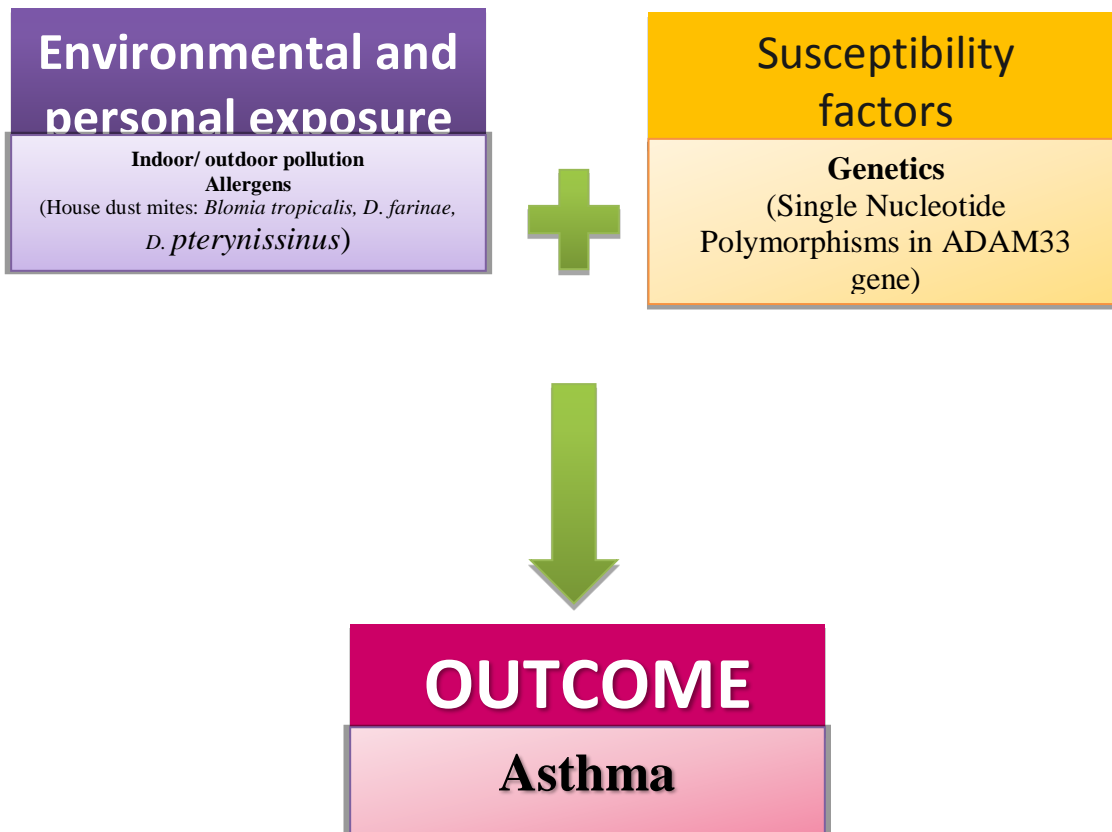 Environmental and
personal exposure
Indoor/ outdoor pollution
Allergens
(House dust mites: Blomia tropicalis, D. farinae,
D. pterynissinus)
Susceptibility
factors
Genetics
(Single Nucleotide
Polymorphisms in ADAM33
gene)
OUTCOME
Asthma